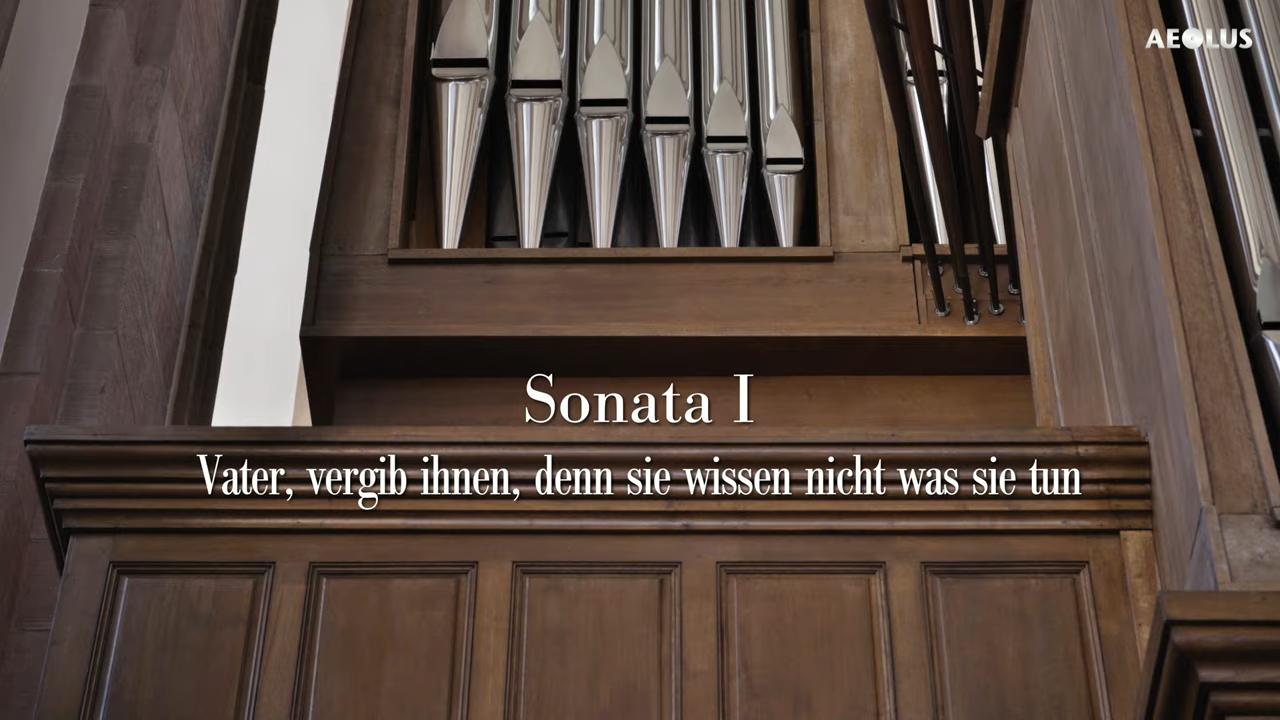 AEOLUS
Sonata I
Vater, vergib ihnen, denn sie wissen nicht was sie tun